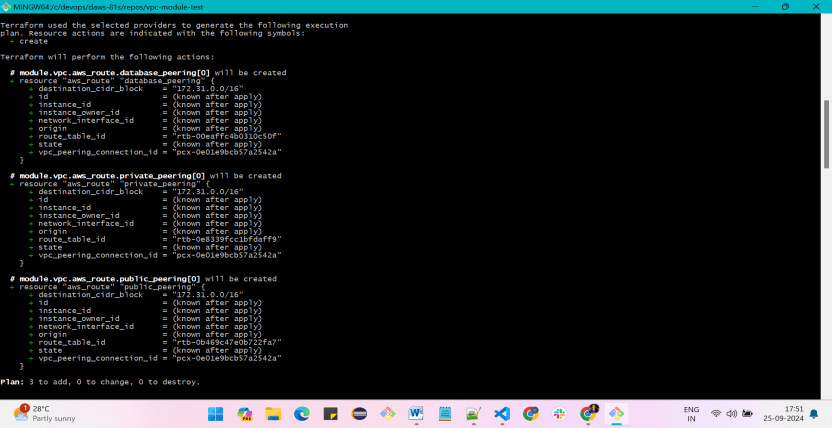 MINGW64:/c/devops/daws-81s/repos/vpc-module-test
Terraform used the selected providers to generate the following execution
plan. Resource actions are indicated with the following symbols:
+ create
Terraform will perform the following actions:
# module.vpc.aws_route.database_peering[0] will be created
+ resource "aws_route" "database_peering" {
+ destination_cidr_block = "172.31.0.0/16"
+ id = (known after apply)
+ instance_id = (known after apply)
+ instance_owner_id = (known after apply)
+ network_interface_id = (known after apply)
+ origin = (known after apply)
+ route_table_id = "rtb-00eaffc4b0310c50f"
+ state = (known after apply)
+ vpc_peering_connection_id = "pcx-0e01e9bcb57a2542a"
}
# module.vpc.aws_route.private_peering[0] will be created
+ resource "aws_route" "private_peering" {
+ destination_cidr_block = "172.31.0.0/16"
+ id = (known after apply)
+ instance_id = (known after apply)
+ instance_owner_id = (known after apply)
+ network_interface_id = (known after apply)
+ origin = (known after apply)
+ route_table_id = "rtb-0e8339fcc1bfdaff9"
+ state = (known after apply)
+ vpc_peering_connection_id = "pcx-0e01e9bcb57a2542a"
}
# module.vpc.aws_route.public_peering[0] will be created
+ resource "aws_route" "public_peering" {
+ destination_cidr_block = "172.31.0.0/16"
+ id = (known after apply)
+ instance_id = (known after apply)
+ instance_owner_id = (known after apply)
+ network_interface_id = (known after apply)
+ origin = (known after apply)
+ route_table_id = "rtb-0b469c47e0b722fa7"
+ state = (known after apply)
+ vpc_peering_connection_id = "pcx-0e01e9bcb57a2542a"
}
Plan: 3 to add, 0 to change, 0 to destroy.
1
28°C
Partly sunny
ENG
IN
17:51
25-09-2024